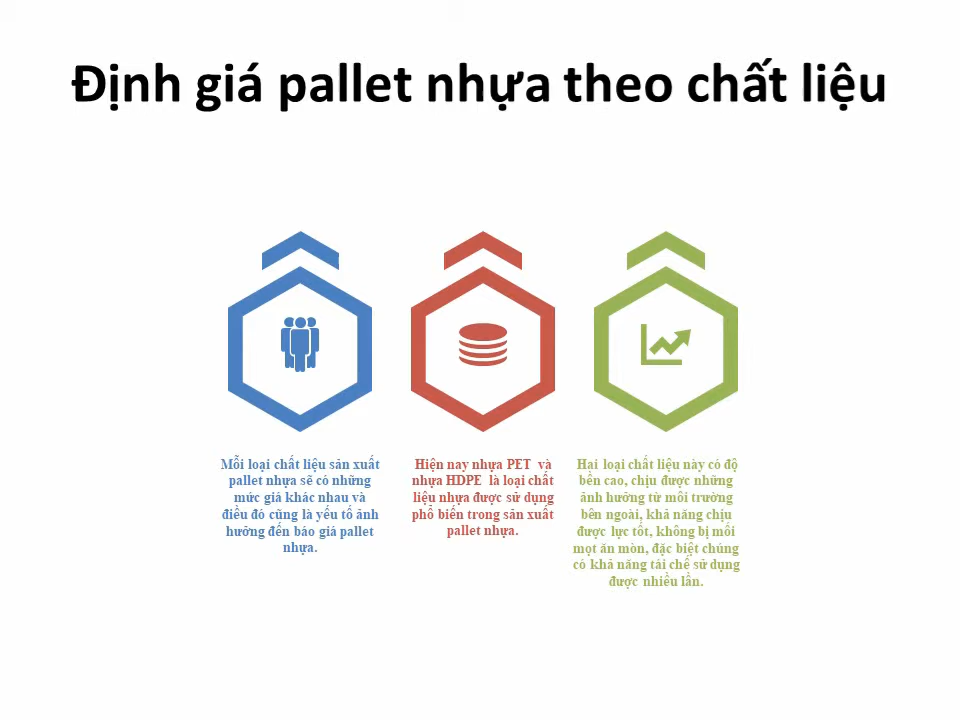 Định giá pallet nhựa theo chất liệu
Mỗi loại chất liệu sản xuất
pallet nhựa sẽ có những
mức giá khác nhau và
điều đó cũng là yếu tố ảnh
hưởng đến báo giá pallet
nhựa.
Hiện nay nhựa PET và
nhựa HDPE là loại chất
liệu nhựa được sử dụng
phổ biến trong sản xuất
pallet nhựa.
Hai loại chất liệu này có độ
bền cao, chịu được những
ảnh hưởng từ môi trường
bên ngoài, khả năng chịu
được lực tốt, không bị mối
mọt ăn mòn, đặc biệt chúng
có khả năng tái chế sử dụng
được nhiều lần.